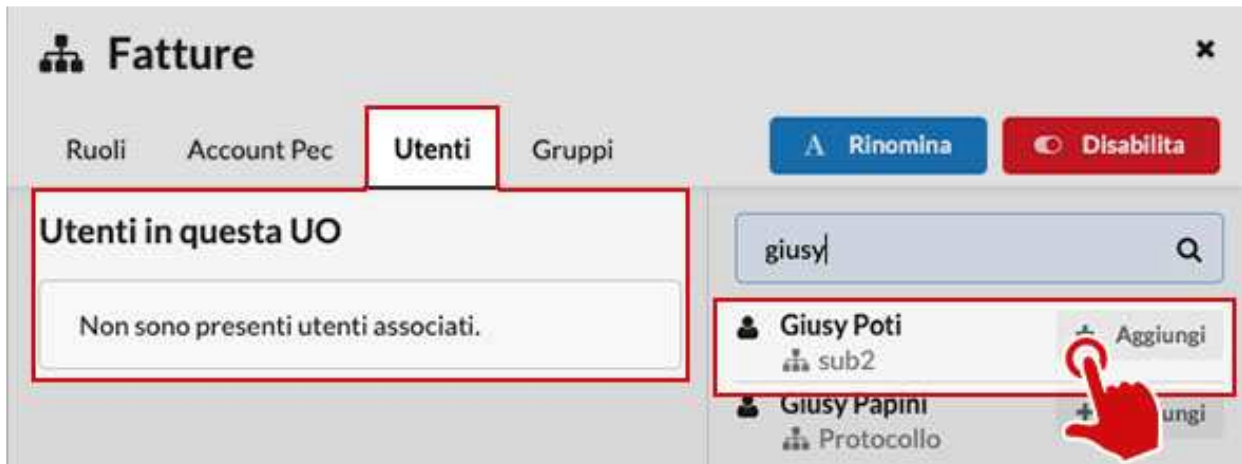 Fatture
Ruoli Account Pec Utenti Gruppi
A Rinomina Disabilita
Utenti in questa UO
Non sono presenti utenti associati.
giusy
Giusy Poti
sub2
Aggiungi
Giusy Papini
Protocollo
ungi